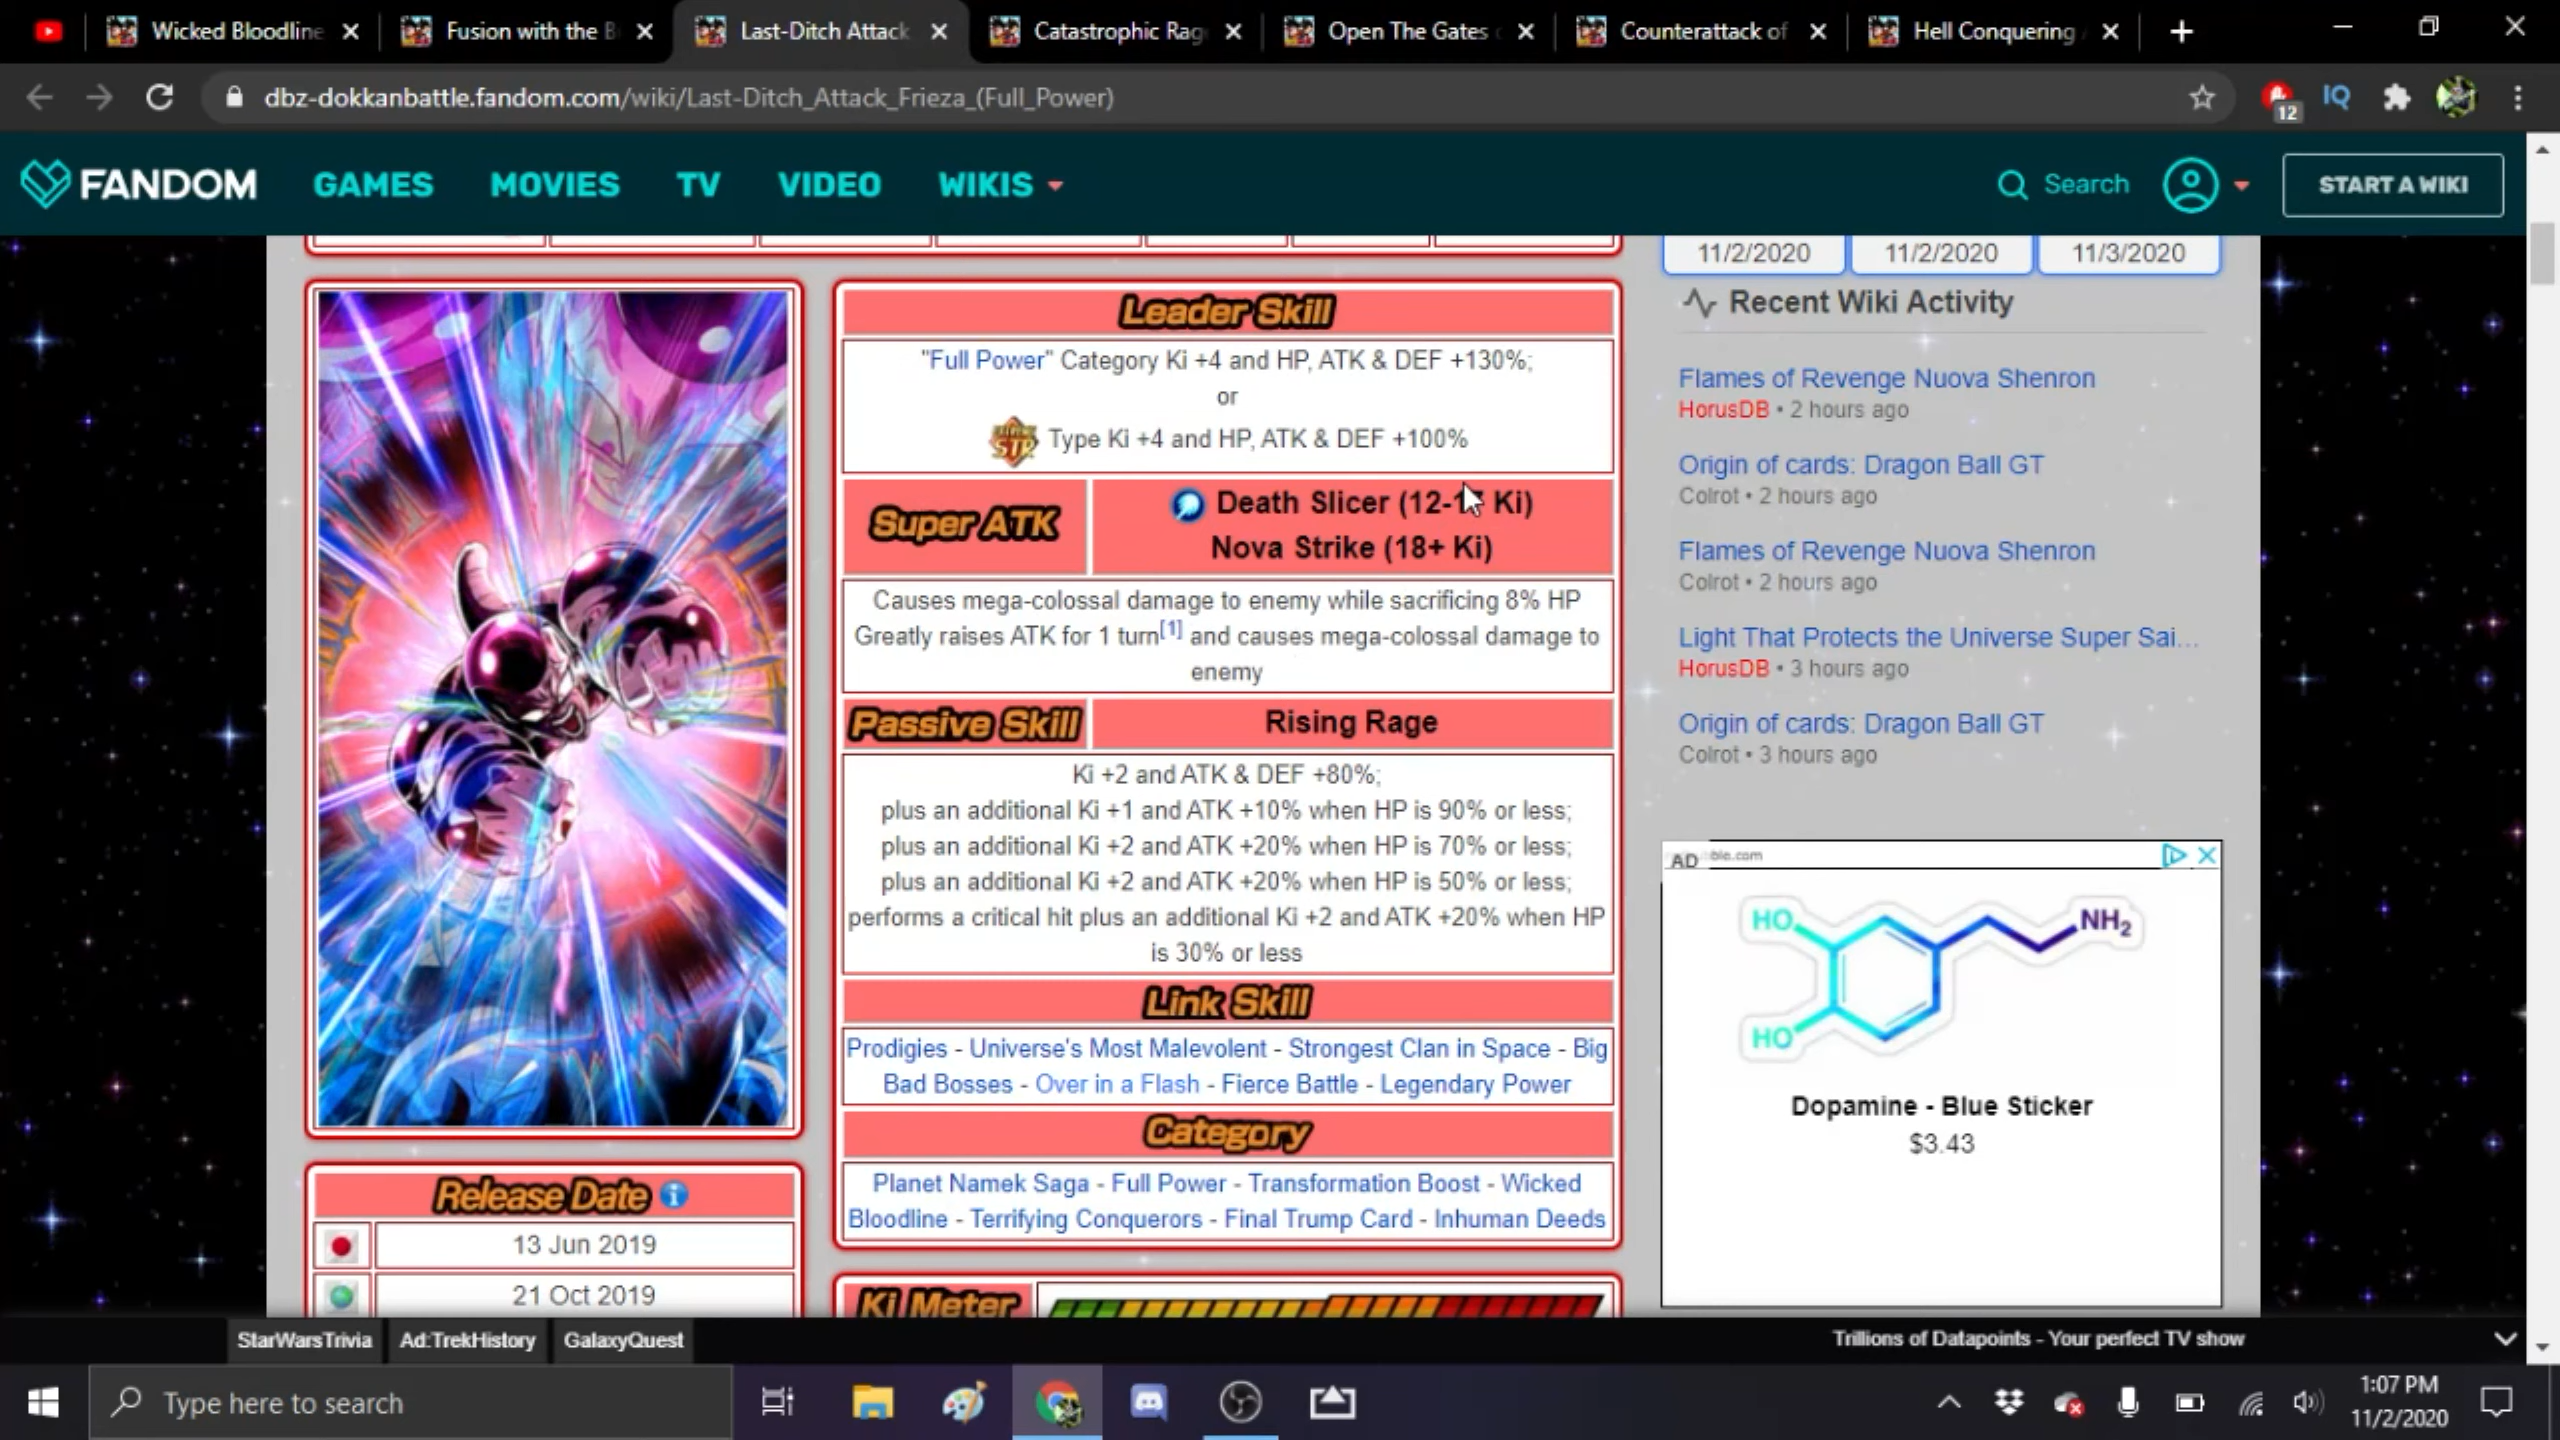 Wicked Bloodline
Fusion with the B
Last-Ditch Attack
Catastrophic Rag
Open The Gates
Counterattack of
Hell Conquering
dbz-dokkanbattle.fandom.com/wiki/Last-Ditch_Attack_Frieza_(Full_Power)
12
IQ
FANDOM
GAMES
MOVIES
TV
VIDEO
WIKIS
Search
START A WIKI
11/2/2020
11/2/2020
11/3/2020
Leader Skill
"Full Power" Category Ki +4 and HP, ATK & DEF +130%;
or
Type Ki +4 and HP, ATK & DEF +100%
Super ATK
Death Slicer (12-1 Ki)
Nova Strike (18+ Ki)
Causes mega-colossal damage to enemy while sacrificing 8% HP
Greatly raises ATK for 1 turn[1] and causes mega-colossal damage to
enemy
Passive Skill
Rising Rage
Ki +2 and ATK & DEF +80%;
plus an additional Ki +1 and ATK +10% when HP is 90% or less;
plus an additional Ki +2 and ATK +20% when HP is 70% or less;
plus an additional Ki +2 and ATK +20% when HP is 50% or less;
performs a critical hit plus an additional Ki +2 and ATK +20% when HP
is 30% or less
Link Skill
Prodigies - Universe's Most Malevolent - Strongest Clan in Space - Big
Bad Bosses - Over in a Flash - Fierce Battle - Legendary Power
Category
Planet Namek Saga - Full Power - Transformation Boost - Wicked
Bloodline - Terrifying Conquerors - Final Trump Card - Inhuman Deeds
Ki Meter
Release Date
13 Jun 2019
21 Oct 2019
Recent Wiki Activity
Flames of Revenge Nuova Shenron
HorusDB • 2 hours ago
Origin of cards: Dragon Ball GT
Colrot • 2 hours ago
Flames of Revenge Nuova Shenron
Colrot • 2 hours ago
Light That Protects the Universe Super Sai...
HorusDB • 3 hours ago
Origin of cards: Dragon Ball GT
Colrot • 3 hours ago
AD
HO
NH2
HO
Dopamine - Blue Sticker
$3.43
StarWarsTrivia
Ad:TrekHistory
GalaxyQuest
Trillions of Datapoints - Your perfect TV show
Type here to search
1:07 PM
11/2/2020